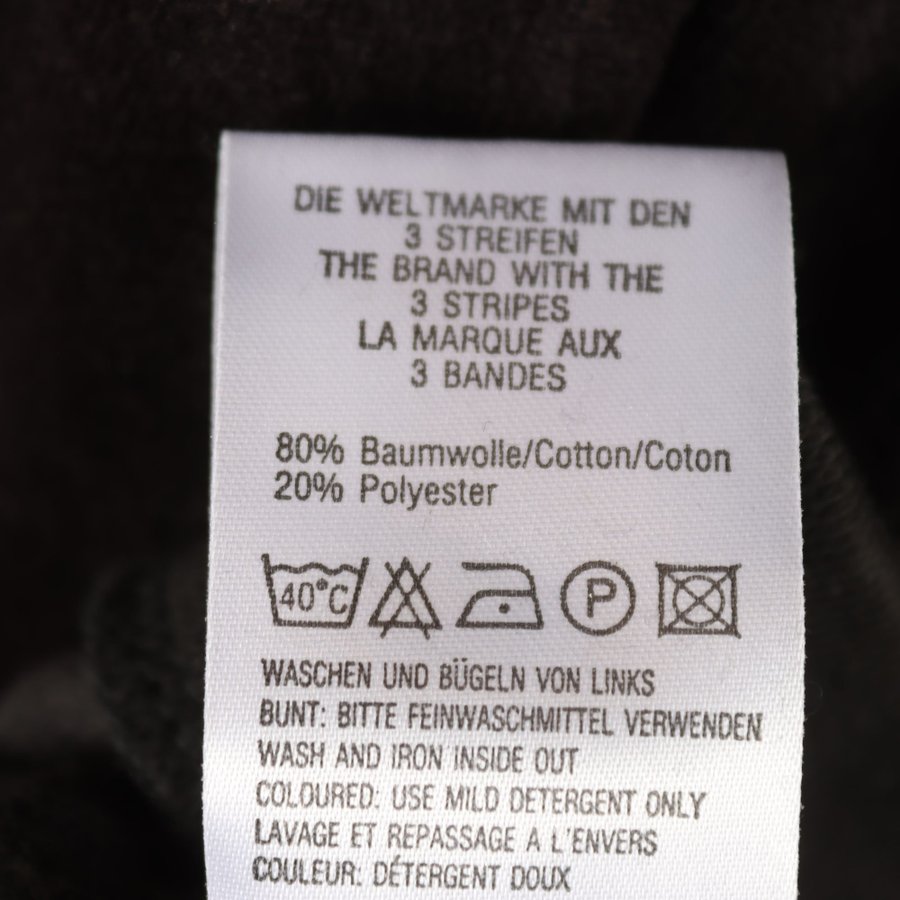 DIE WELTMARKE MIT DEN
3 STREIFEN
THE BRAND WITH THE
3 STRIPES
LA MARQUE AUX
3 BANDES
80% Baumwolle/Cotton/Coton
20% Polyester
40°C P
WASCHEN UND BÜGELN VON LINKS
BUNT: BITTE FEINWASCHMITTEL VERWENDEN
WASH AND IRON INSIDE OUT
COLOURED: USE MILD DETERGENT ONLY
LAVAGE ET REPASSAGE A L'ENVERS
COULEUR: DÉTERGENT DOUX